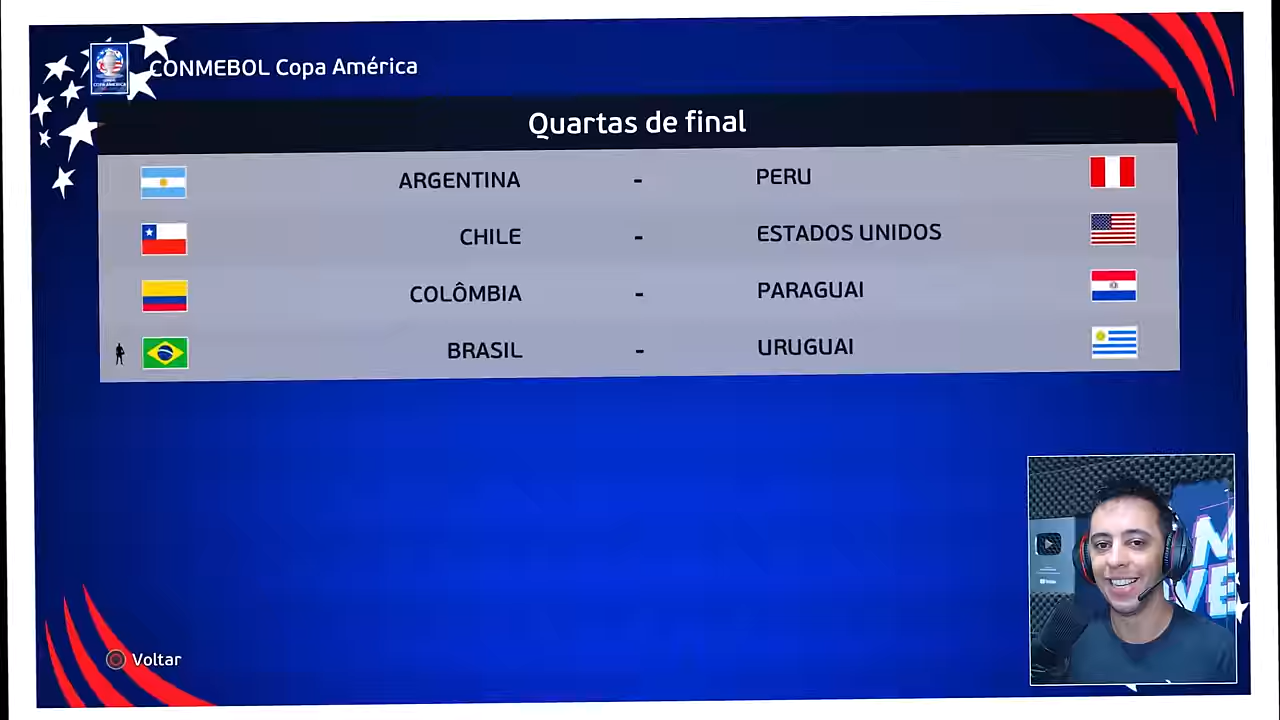 CONMEBOL Copa América
Quartas de final
ARGENTINA - PERU
CHILE - ESTADOS UNIDOS
COLÔMBIA - PARAGUAI
BRASIL - URUGUAI
Voltar